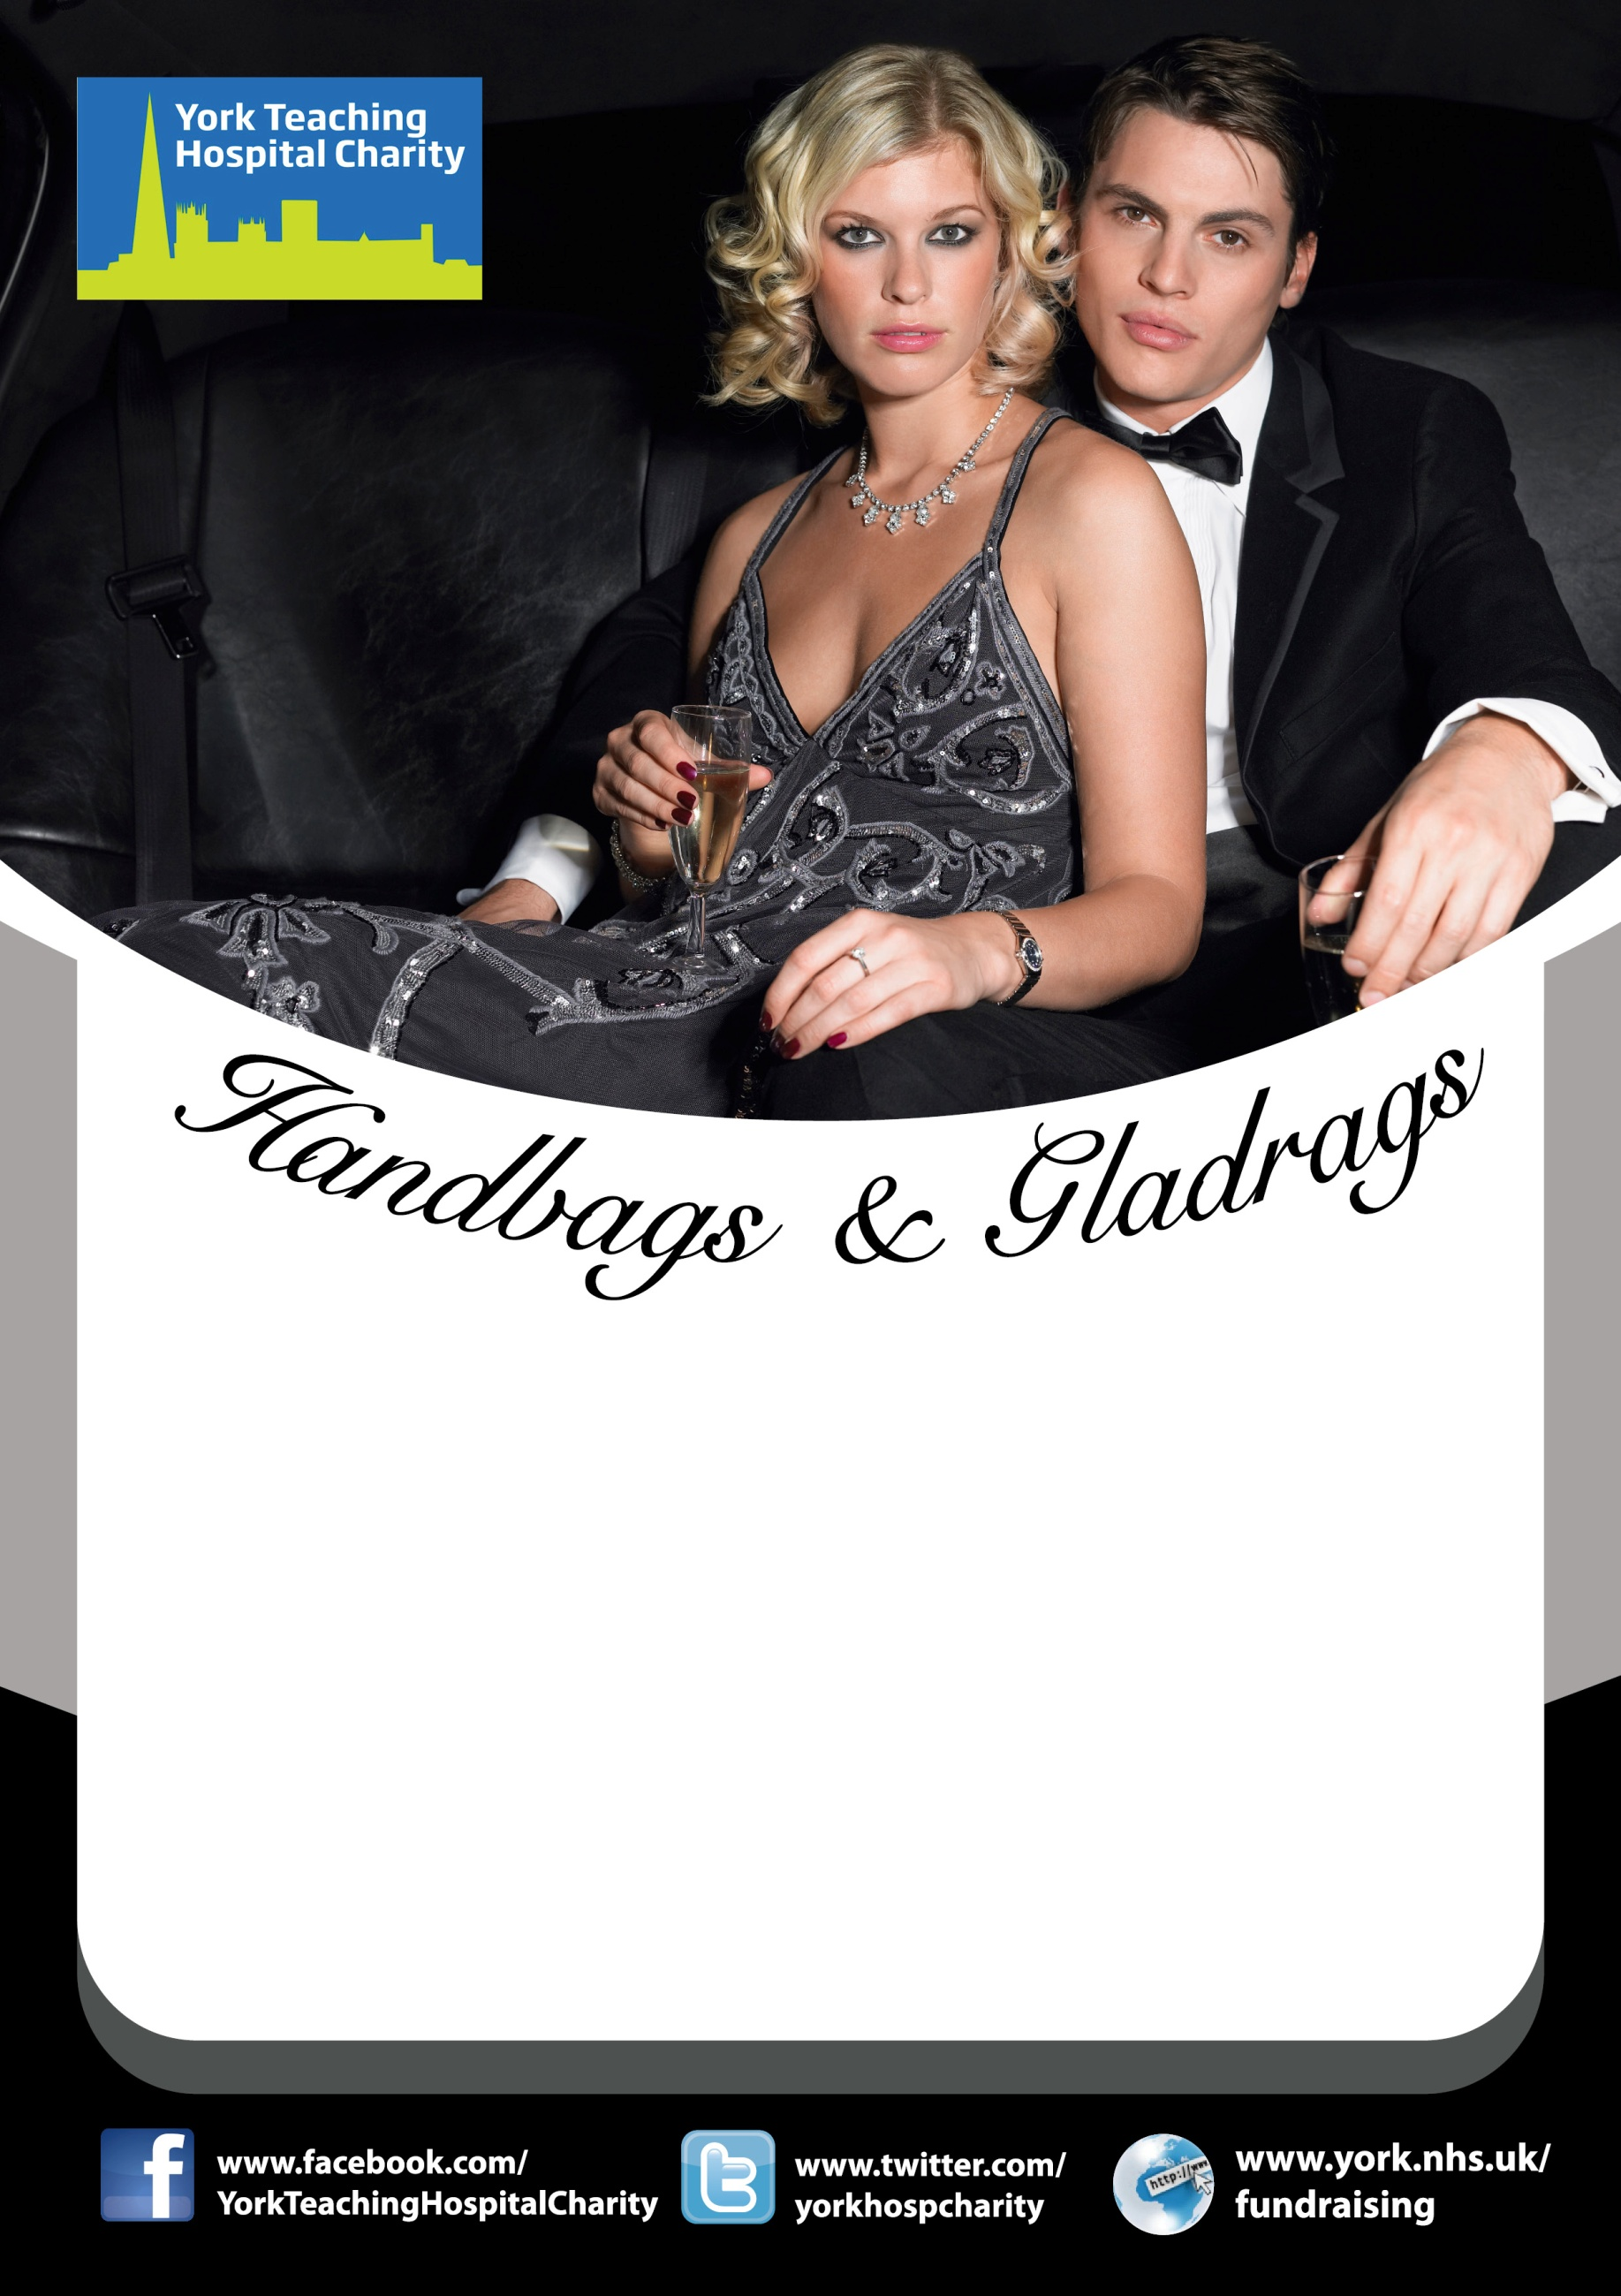 York Teaching
Hospital Charity
Handbags & Gladrags
www.facebook.com/
YorkTeachingHospitalCharity
www.twitter.com/
yorkhospcharity
http://www
www.york.nhs.uk/
fundraising